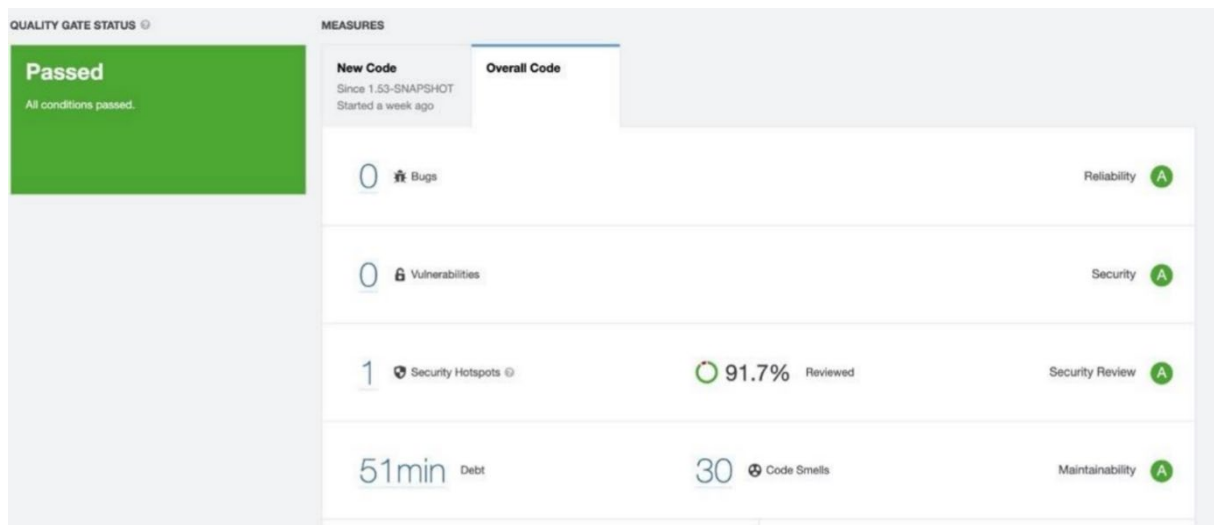 QUALITY GATE STATUS
MEASURES
Passed
All conditions passed.
New Code
Since 1.53-SNAPSHOT
Started a week ago
Overall Code
0 Bugs
Reliability A
0 Vulnerabilities
Security A
1 Security Hotspots
91.7% Reviewed
Security Review A
51min Debt
30 Code Smells
Maintainability A